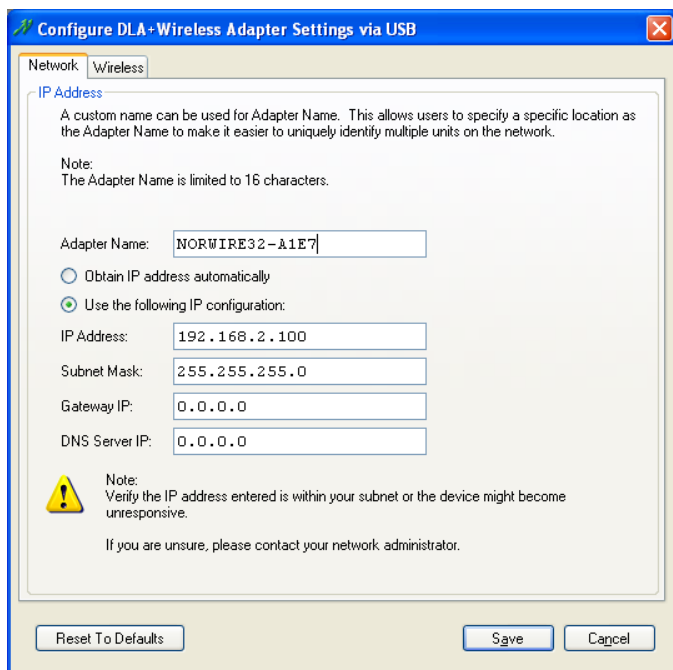 Configure DLA+Wireless Adapter Settings via USB
Network
Wireless
IP Address
A custom name can be used for Adapter Name. This allows users to specify a specific location as
the Adapter Name to make it easier to uniquely identify multiple units on the network.
Note:
The Adapter Name is limited to 16 characters.
Adapter Name: NORWIRE32-A1E7
Obtain IP address automatically
Use the following IP configuration:
IP Address: 192.168.2.100
Subnet Mask: 255.255.255.0
Gateway IP: 0.0.0.0
DNS Server IP: 0.0.0.0
Note:
Verify the IP address entered is within your subnet or the device might become
unresponsive.
If you are unsure, please contact your network administrator.
Reset To Defaults Save Cancel